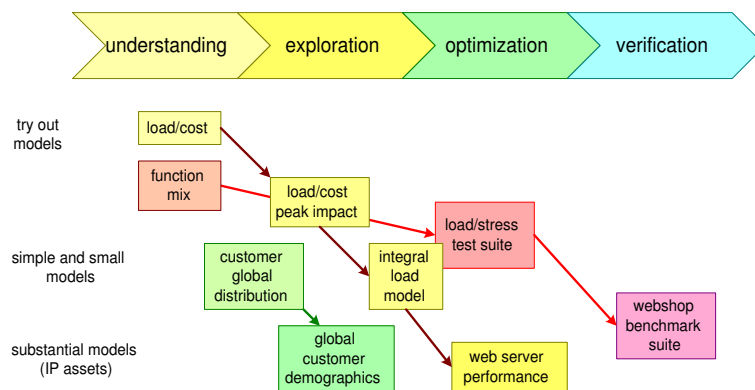 understanding
exploration
optimization
verification
try out
models
load/cost
function
mix
load/cost
peak impact
load/stress
test suite
simple and small
models
customer
global
distribution
integral
load
model
webshop
benchmark
suite
substantial models
(IP assets)
global
customer
demographics
web server
performance